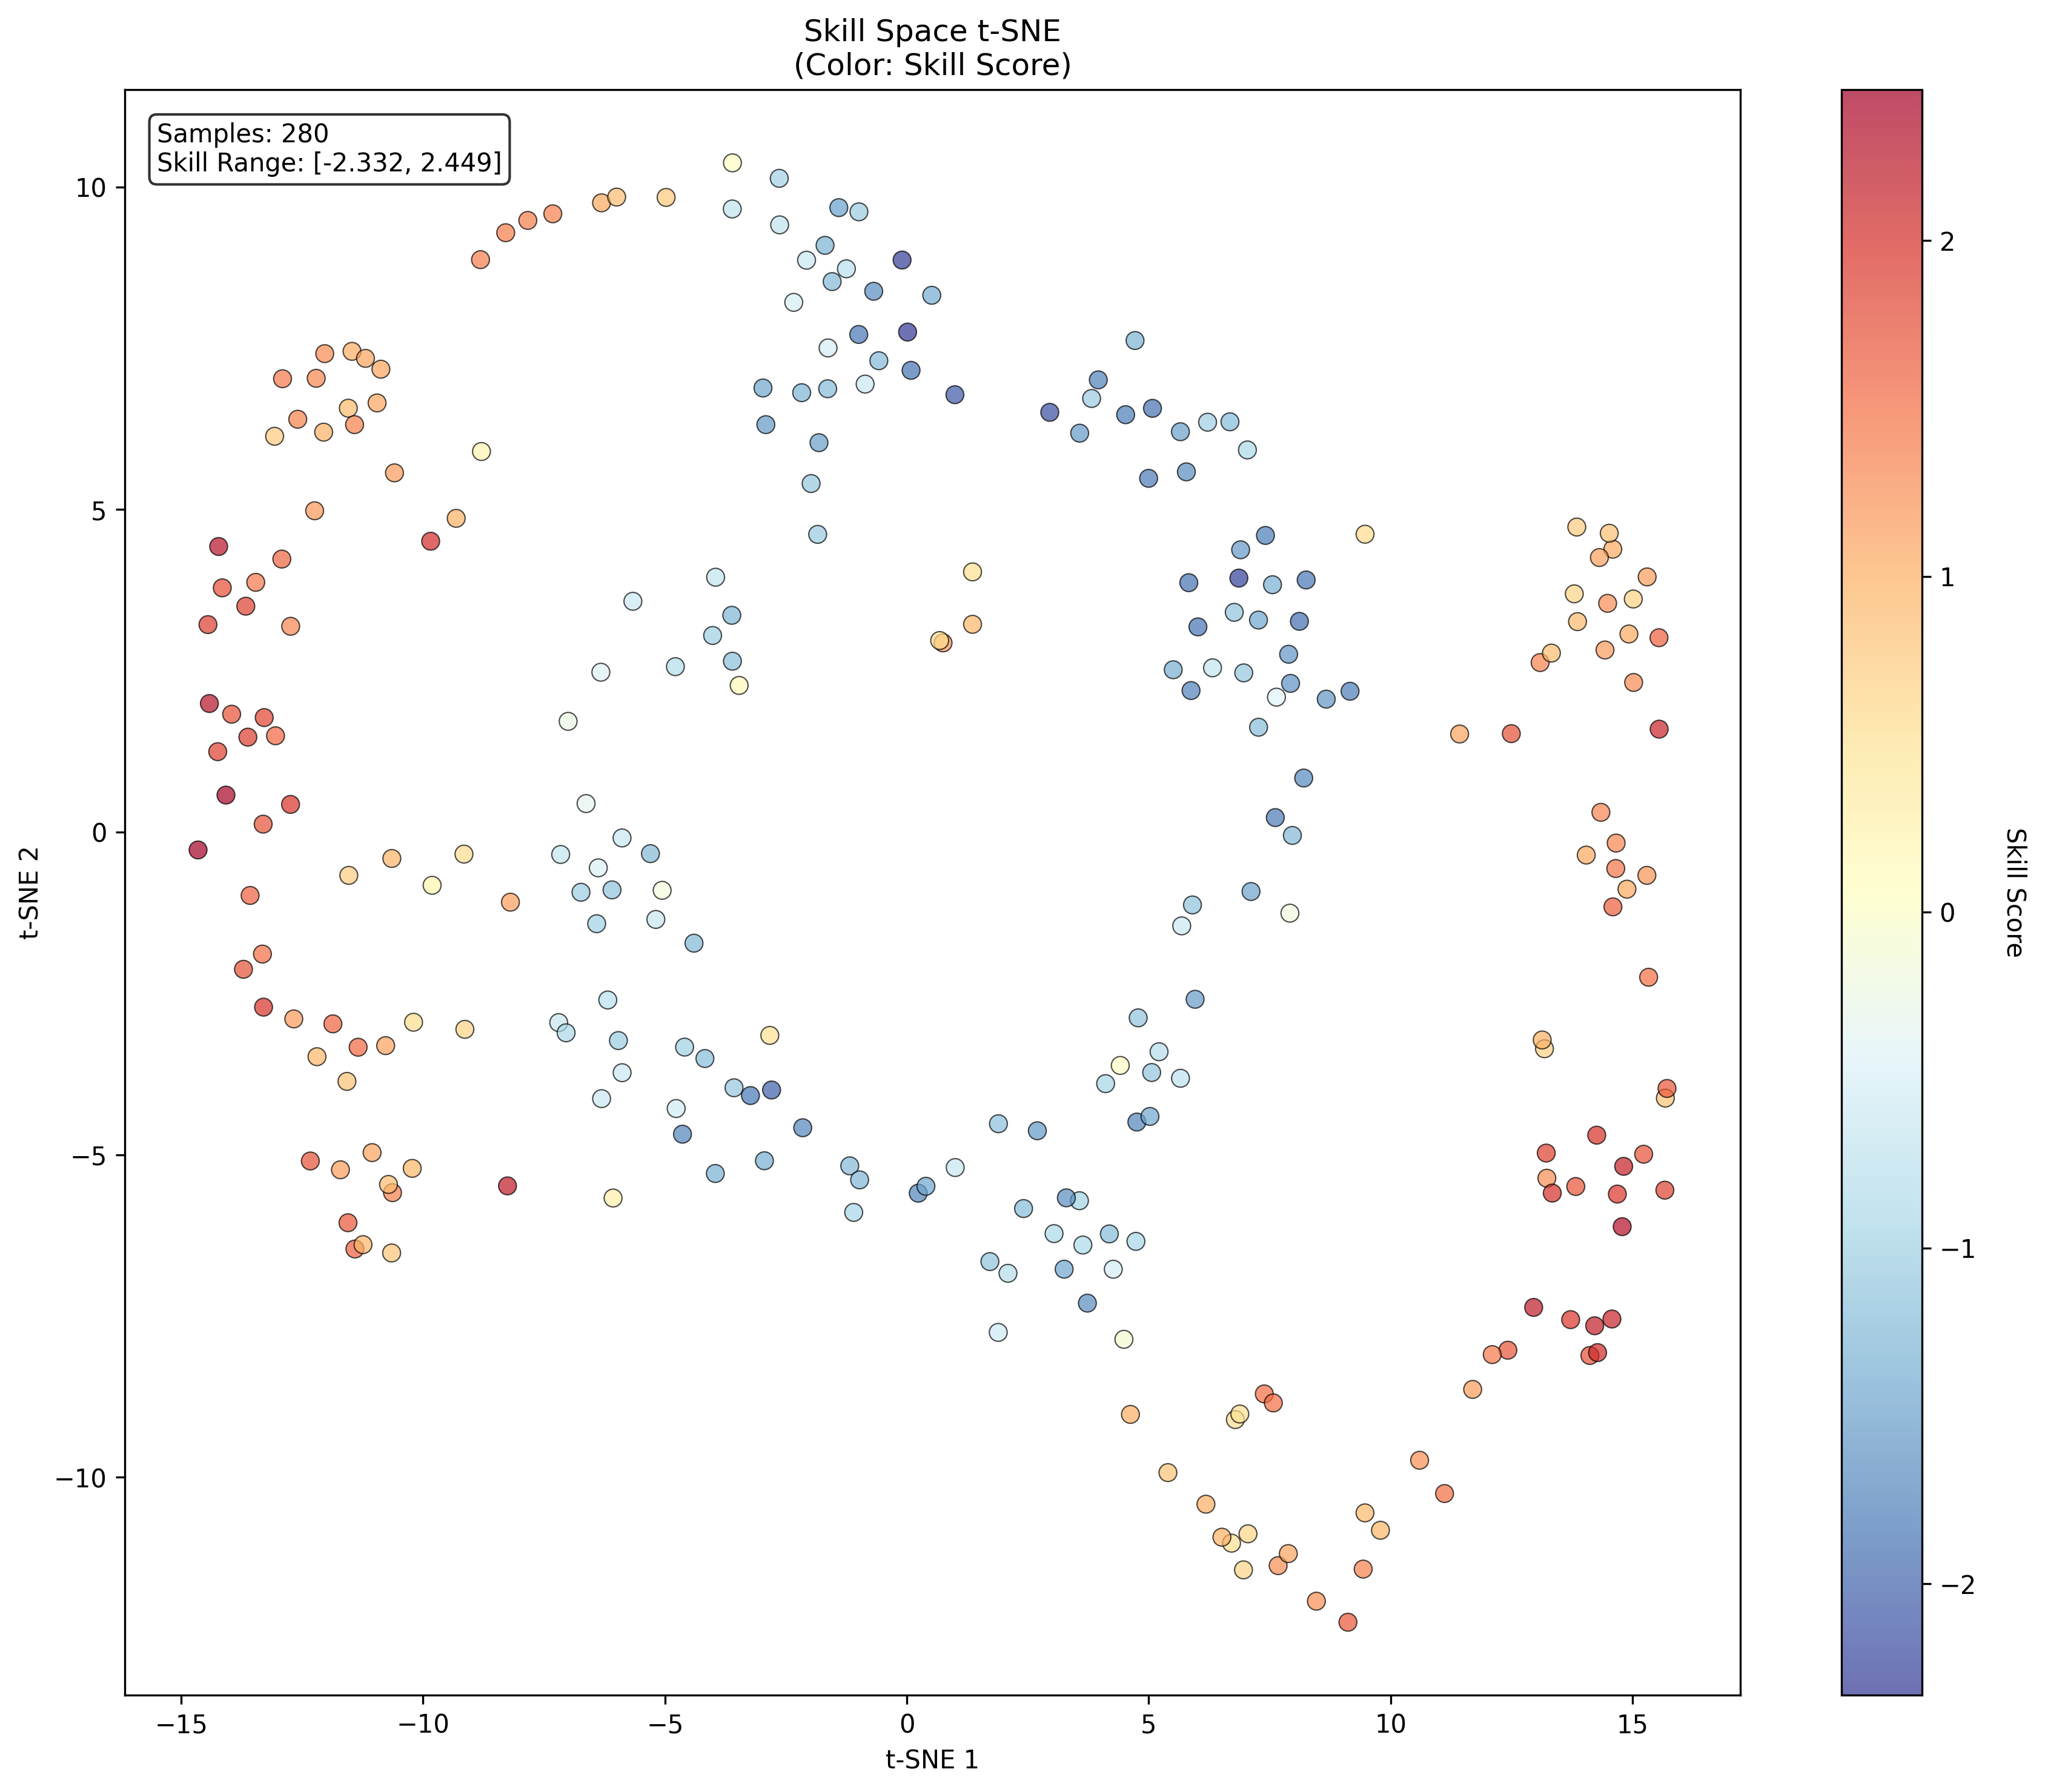 Skill Space t-SNE
(Color: Skill Score)
Samples: 280
Skill Range: [-2.332, 2.449]
10
5
0
−5
−10
t-SNE 2
−15
−10
−5
0
5
10
15
t-SNE 1
2
1
0
−1
−2
Skill Score